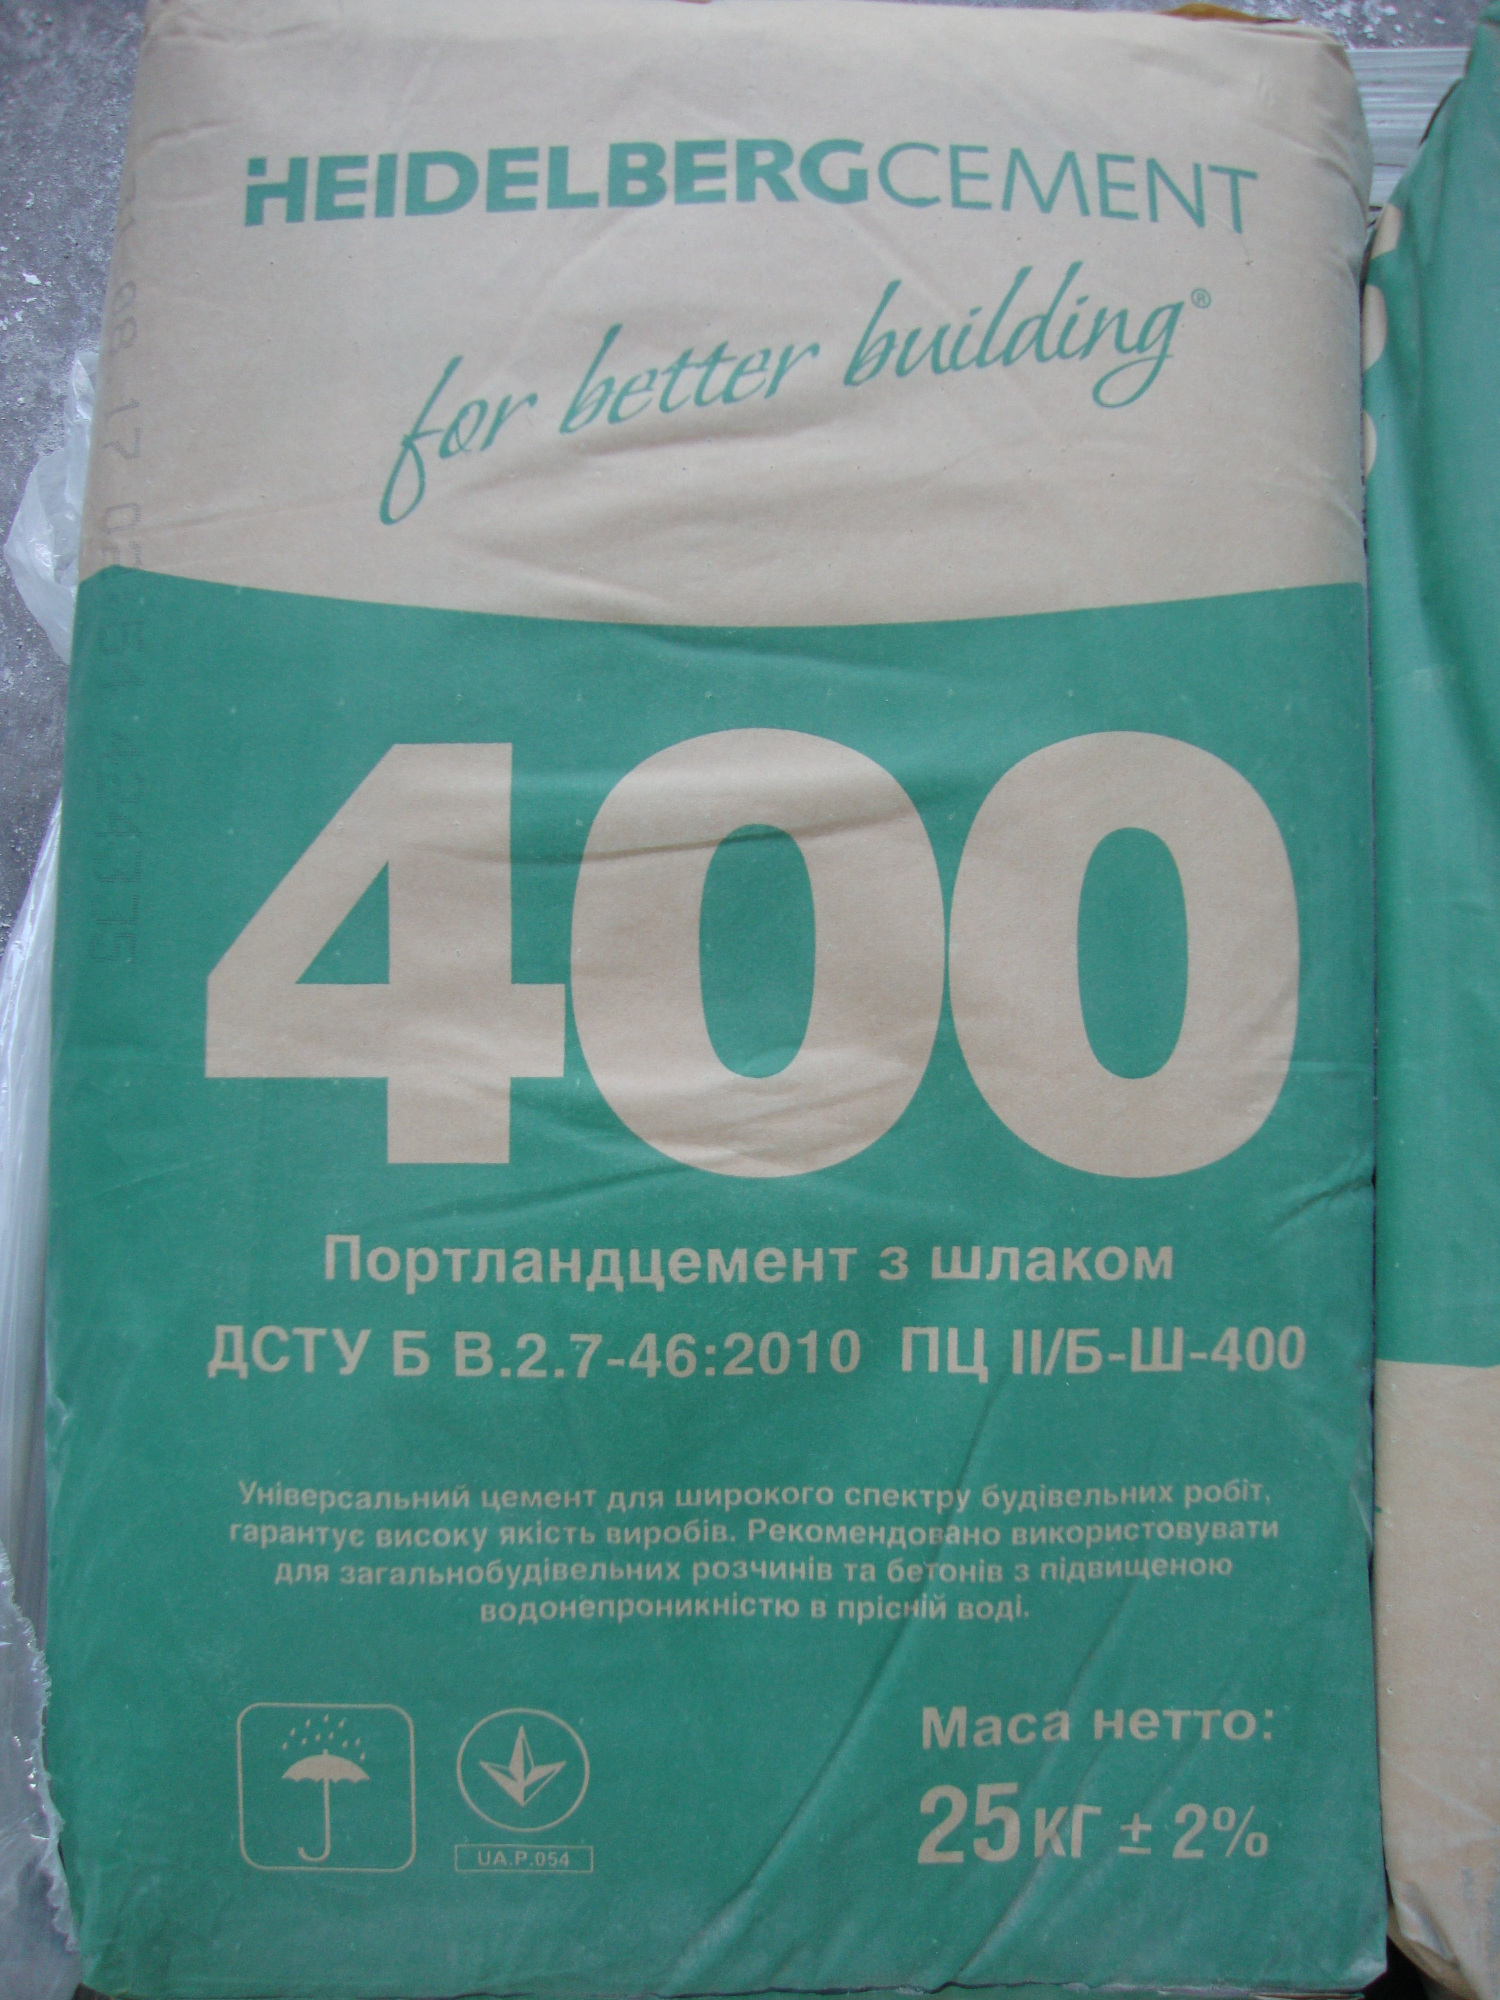 HEIDELBERGCEMENT
for better building®
400
Портландцемент з шлаком
ДСТУ Б В.2.7-46:2010 ПЦ II/Б-Ш-400
Універсальний цемент для широкого спектру будівельних робіт,
гарантує високу якість виробів. Рекомендовано використовувати
для загальнобудівельних розчинів та бетонів з підвищеною
водонепроникністю в прісній воді.
UA.P.054
Маса нетто:
25кг ± 2%